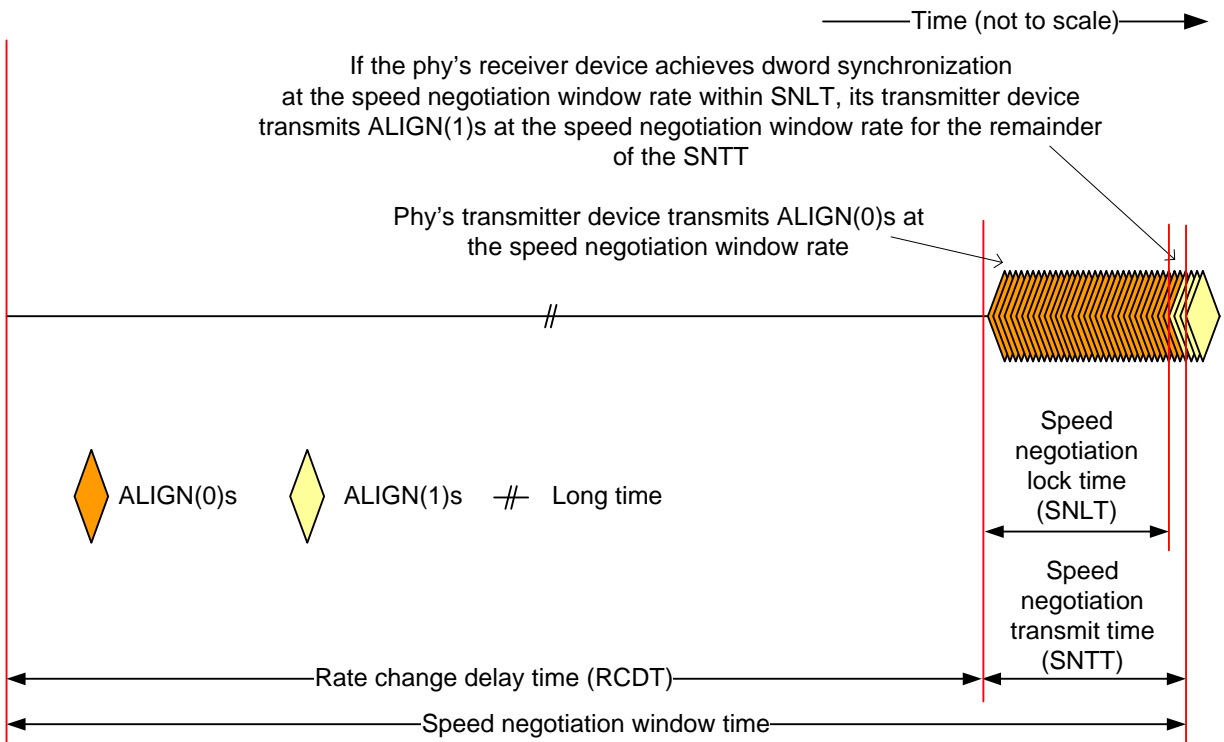 Time (not to scale)
If the phy's receiver device achieves dword synchronization
at the speed negotiation window rate within SNLT, its transmitter device
transmits ALIGN(1)s at the speed negotiation window rate for the remainder
of the SNTT
Phy's transmitter device transmits ALIGN(0)s at
the speed negotiation window rate
ALIGN(0)s
ALIGN(1)s
Long time
Speed
negotiation
lock time
(SNLT)
Speed
negotiation
transmit time
(SNTT)
Rate change delay time (RCDT)
Speed negotiation window time